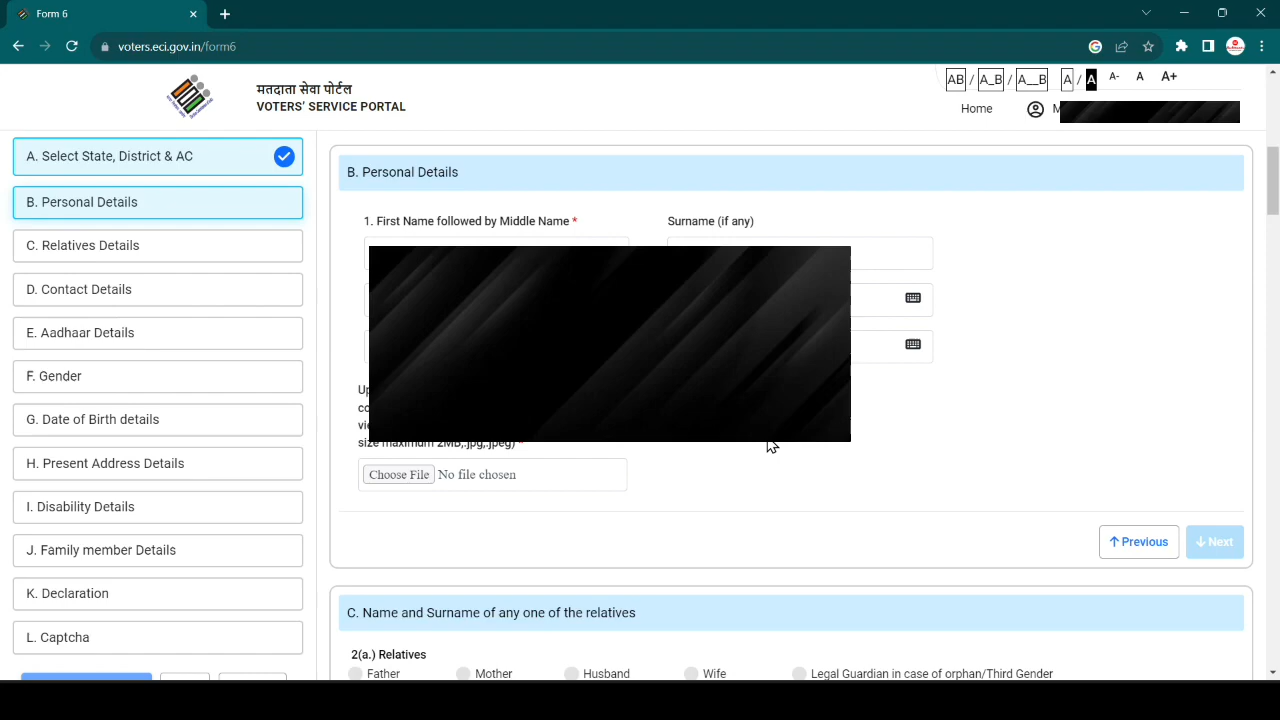 Form 6
voters.eci.gov.in/form6
AB / A_B / A__B A / A A- A A+
मतदाता सेवा पोर्टल
VOTERS' SERVICE PORTAL
Home
A. Select State, District & AC
B. Personal Details
C. Relatives Details
D. Contact Details
E. Aadhaar Details
F. Gender
G. Date of Birth details
H. Present Address Details
I. Disability Details
J. Family member Details
K. Declaration
L. Captcha
B. Personal Details
1. First Name followed by Middle Name * Surname (if any)
size maximum 2MB,.jpg,.jpeg) *
Choose File No file chosen
↑ Previous ↓ Next
C. Name and Surname of any one of the relatives
2(a.) Relatives
Father Mother Husband Wife Legal Guardian in case of orphan/Third Gender